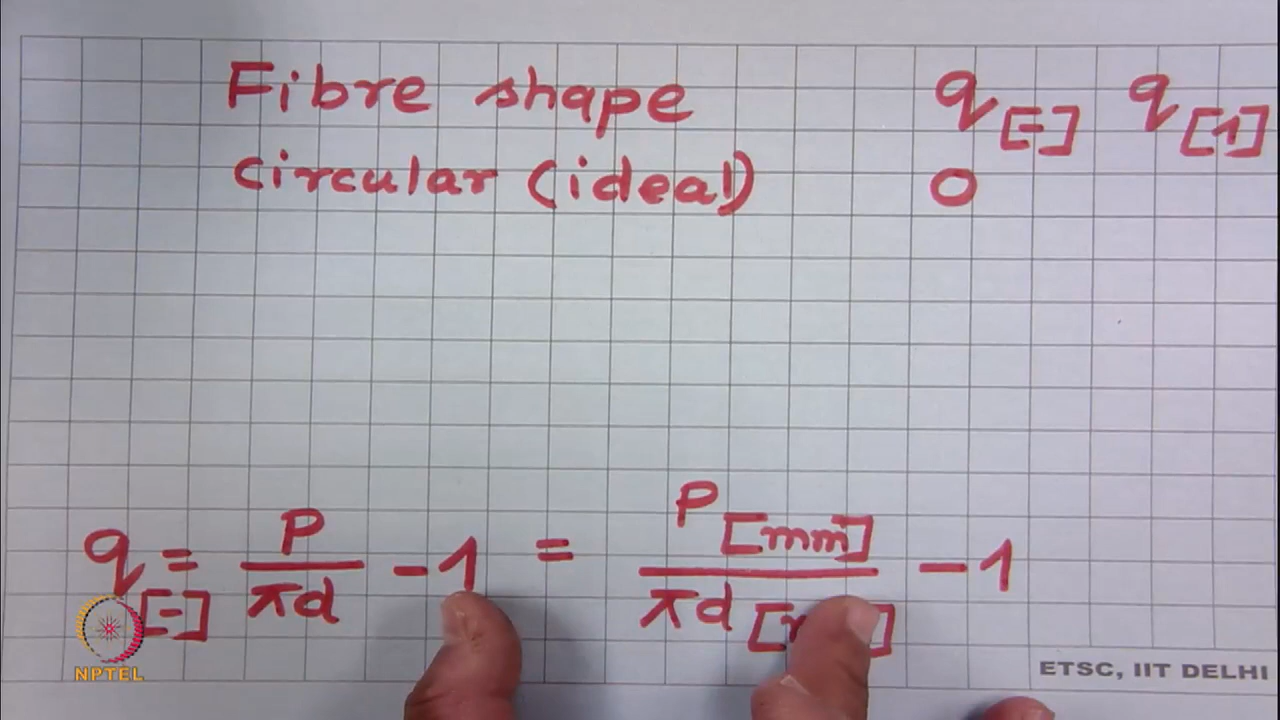 Fibre shape q[-] q[1]
Circular (ideal) 0
q[-] = P/πd - 1 = P[mm]/πd[] - 1
NPTEL
ETSC, IIT DELHI